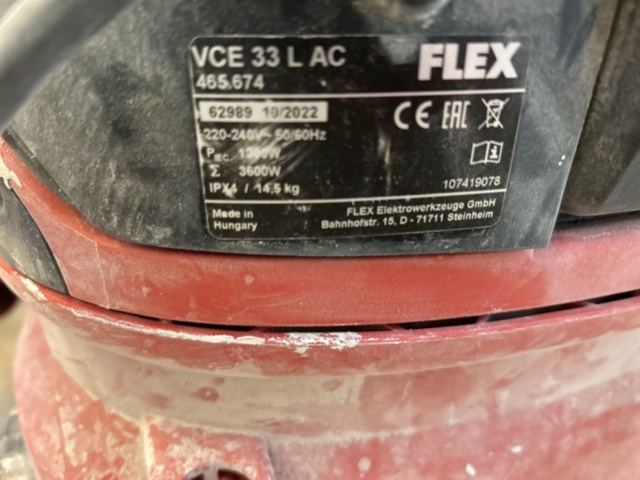 VCE 33 L AC
FLEX
465.674
62989 10/2022
CE EAC
220-240V~ 50/60Hz
PIEC
Σ 3600W
IPX4 / 14,5 kg
107419078
Made in
Hungary
FLEX Elektrowerkzeuge GmbH
Bahnhofstr. 15, D - 71711 Steinheim